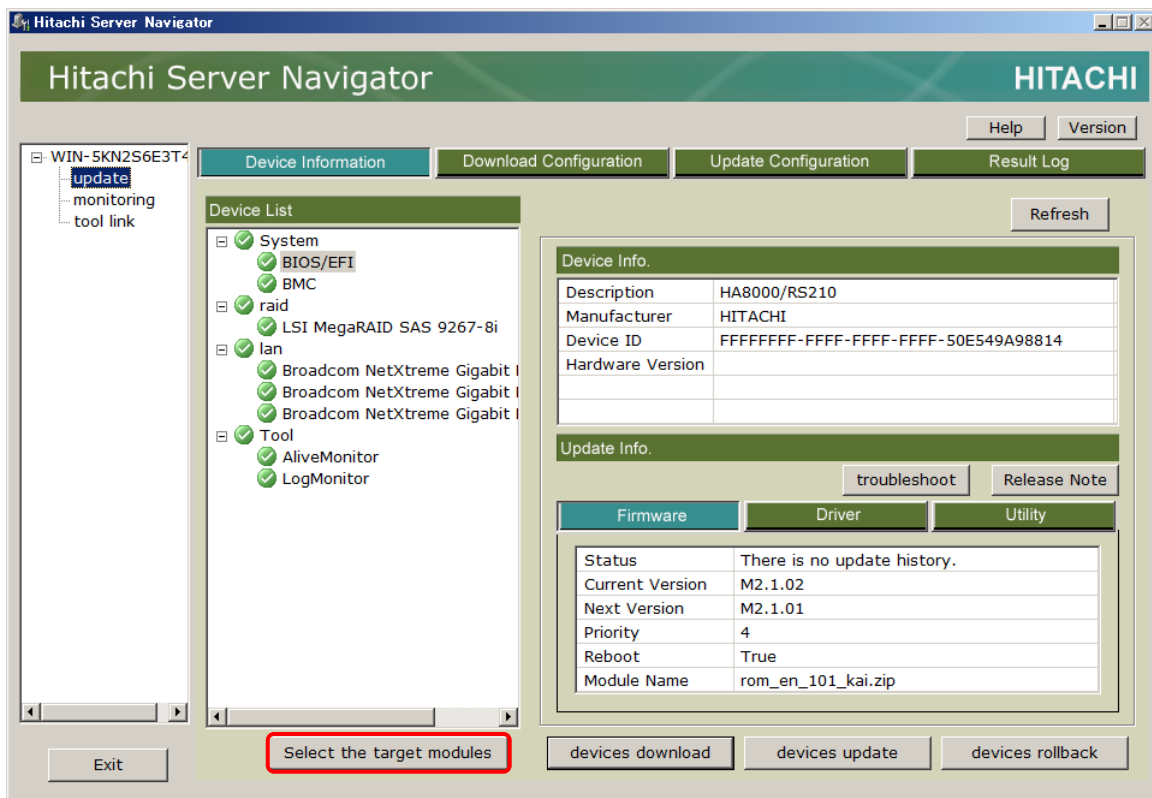 Hitachi Server Navigator
Hitachi Server Navigator HITACHI
Help Version
WIN-5KN2S6E3T4
update
monitoring
tool link
Device Information Download Configuration Update Configuration Result Log
Device List
Refresh
System
BIOS/EFI
BMC
raid
LSI MegaRAID SAS 9267-8i
lan
Broadcom NetXtreme Gigabit
Broadcom NetXtreme Gigabit
Broadcom NetXtreme Gigabit
Tool
AliveMonitor
LogMonitor
Device Info.
Description HA8000/RS210
Manufacturer HITACHI
Device ID FFFFFFFF-FFFF-FFFF-FFFF-50E549A98814
Hardware Version
Update Info.
troubleshoot Release Note
Firmware Driver Utility
Status There is no update history.
Current Version M2.1.02
Next Version M2.1.01
Priority 4
Reboot True
Module Name rom_en_101_kai.zip
Exit Select the target modules devices download devices update devices rollback